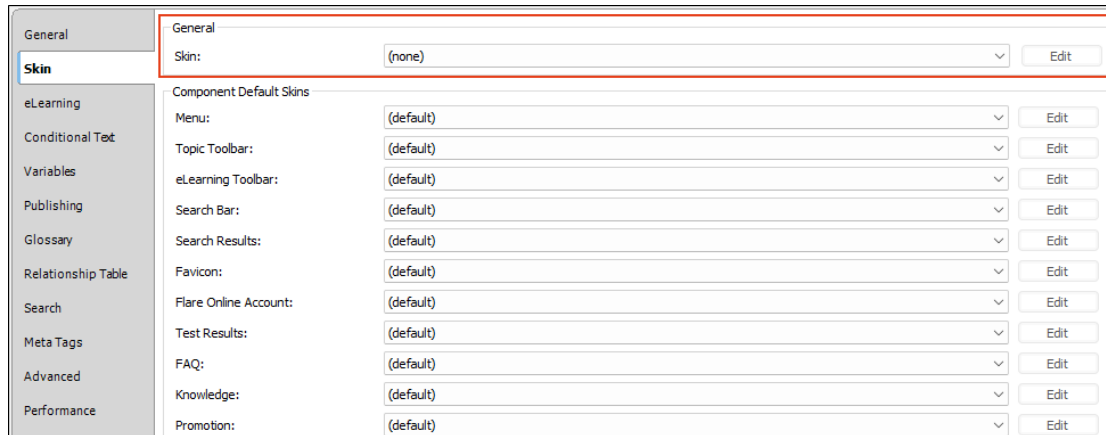 General
Skin
eLearning
Conditional Text
Variables
Publishing
Glossary
Relationship Table
Search
Meta Tags
Advanced
Performance
General
Skin: (none) Edit
Component Default Skins
Menu: (default) Edit
Topic Toolbar: (default) Edit
eLearning Toolbar: (default) Edit
Search Bar: (default) Edit
Search Results: (default) Edit
Favicon: (default) Edit
Flare Online Account: (default) Edit
Test Results: (default) Edit
FAQ: (default) Edit
Knowledge: (default) Edit
Promotion: (default) Edit